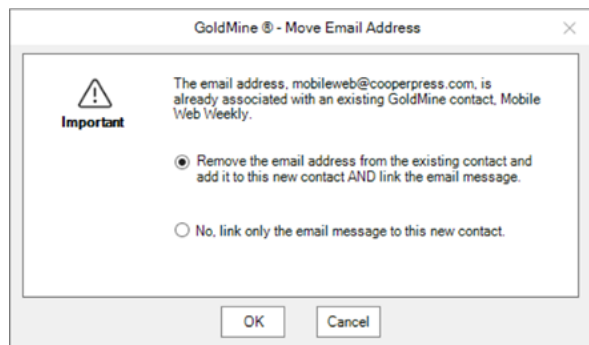 GoldMine ® - Move Email Address
The email address, mobileweb@cooperpress.com, is
already associated with an existing GoldMine contact, Mobile
Web Weekly.
Important
Remove the email address from the existing contact and
add it to this new contact AND link the email message.
No, link only the email message to this new contact.
OK
Cancel